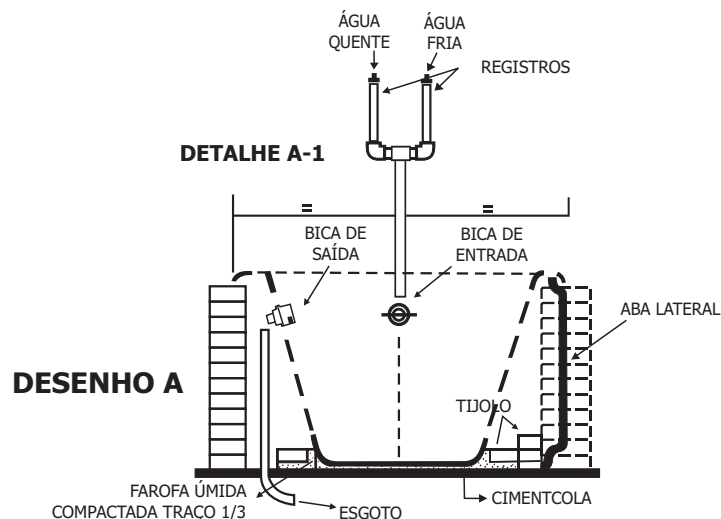 ÁGUA
QUENTE
ÁGUA
FRIA
REGISTROS
DETALHE A-1
=
=
BICA DE
SAÍDA
BICA DE
ENTRADA
ABA LATERAL
DESENHO A
TIJOLO
FAROFA ÚMIDA
COMPACTADA TRAÇO 1/3
ESGOTO
CIMENTCOLA